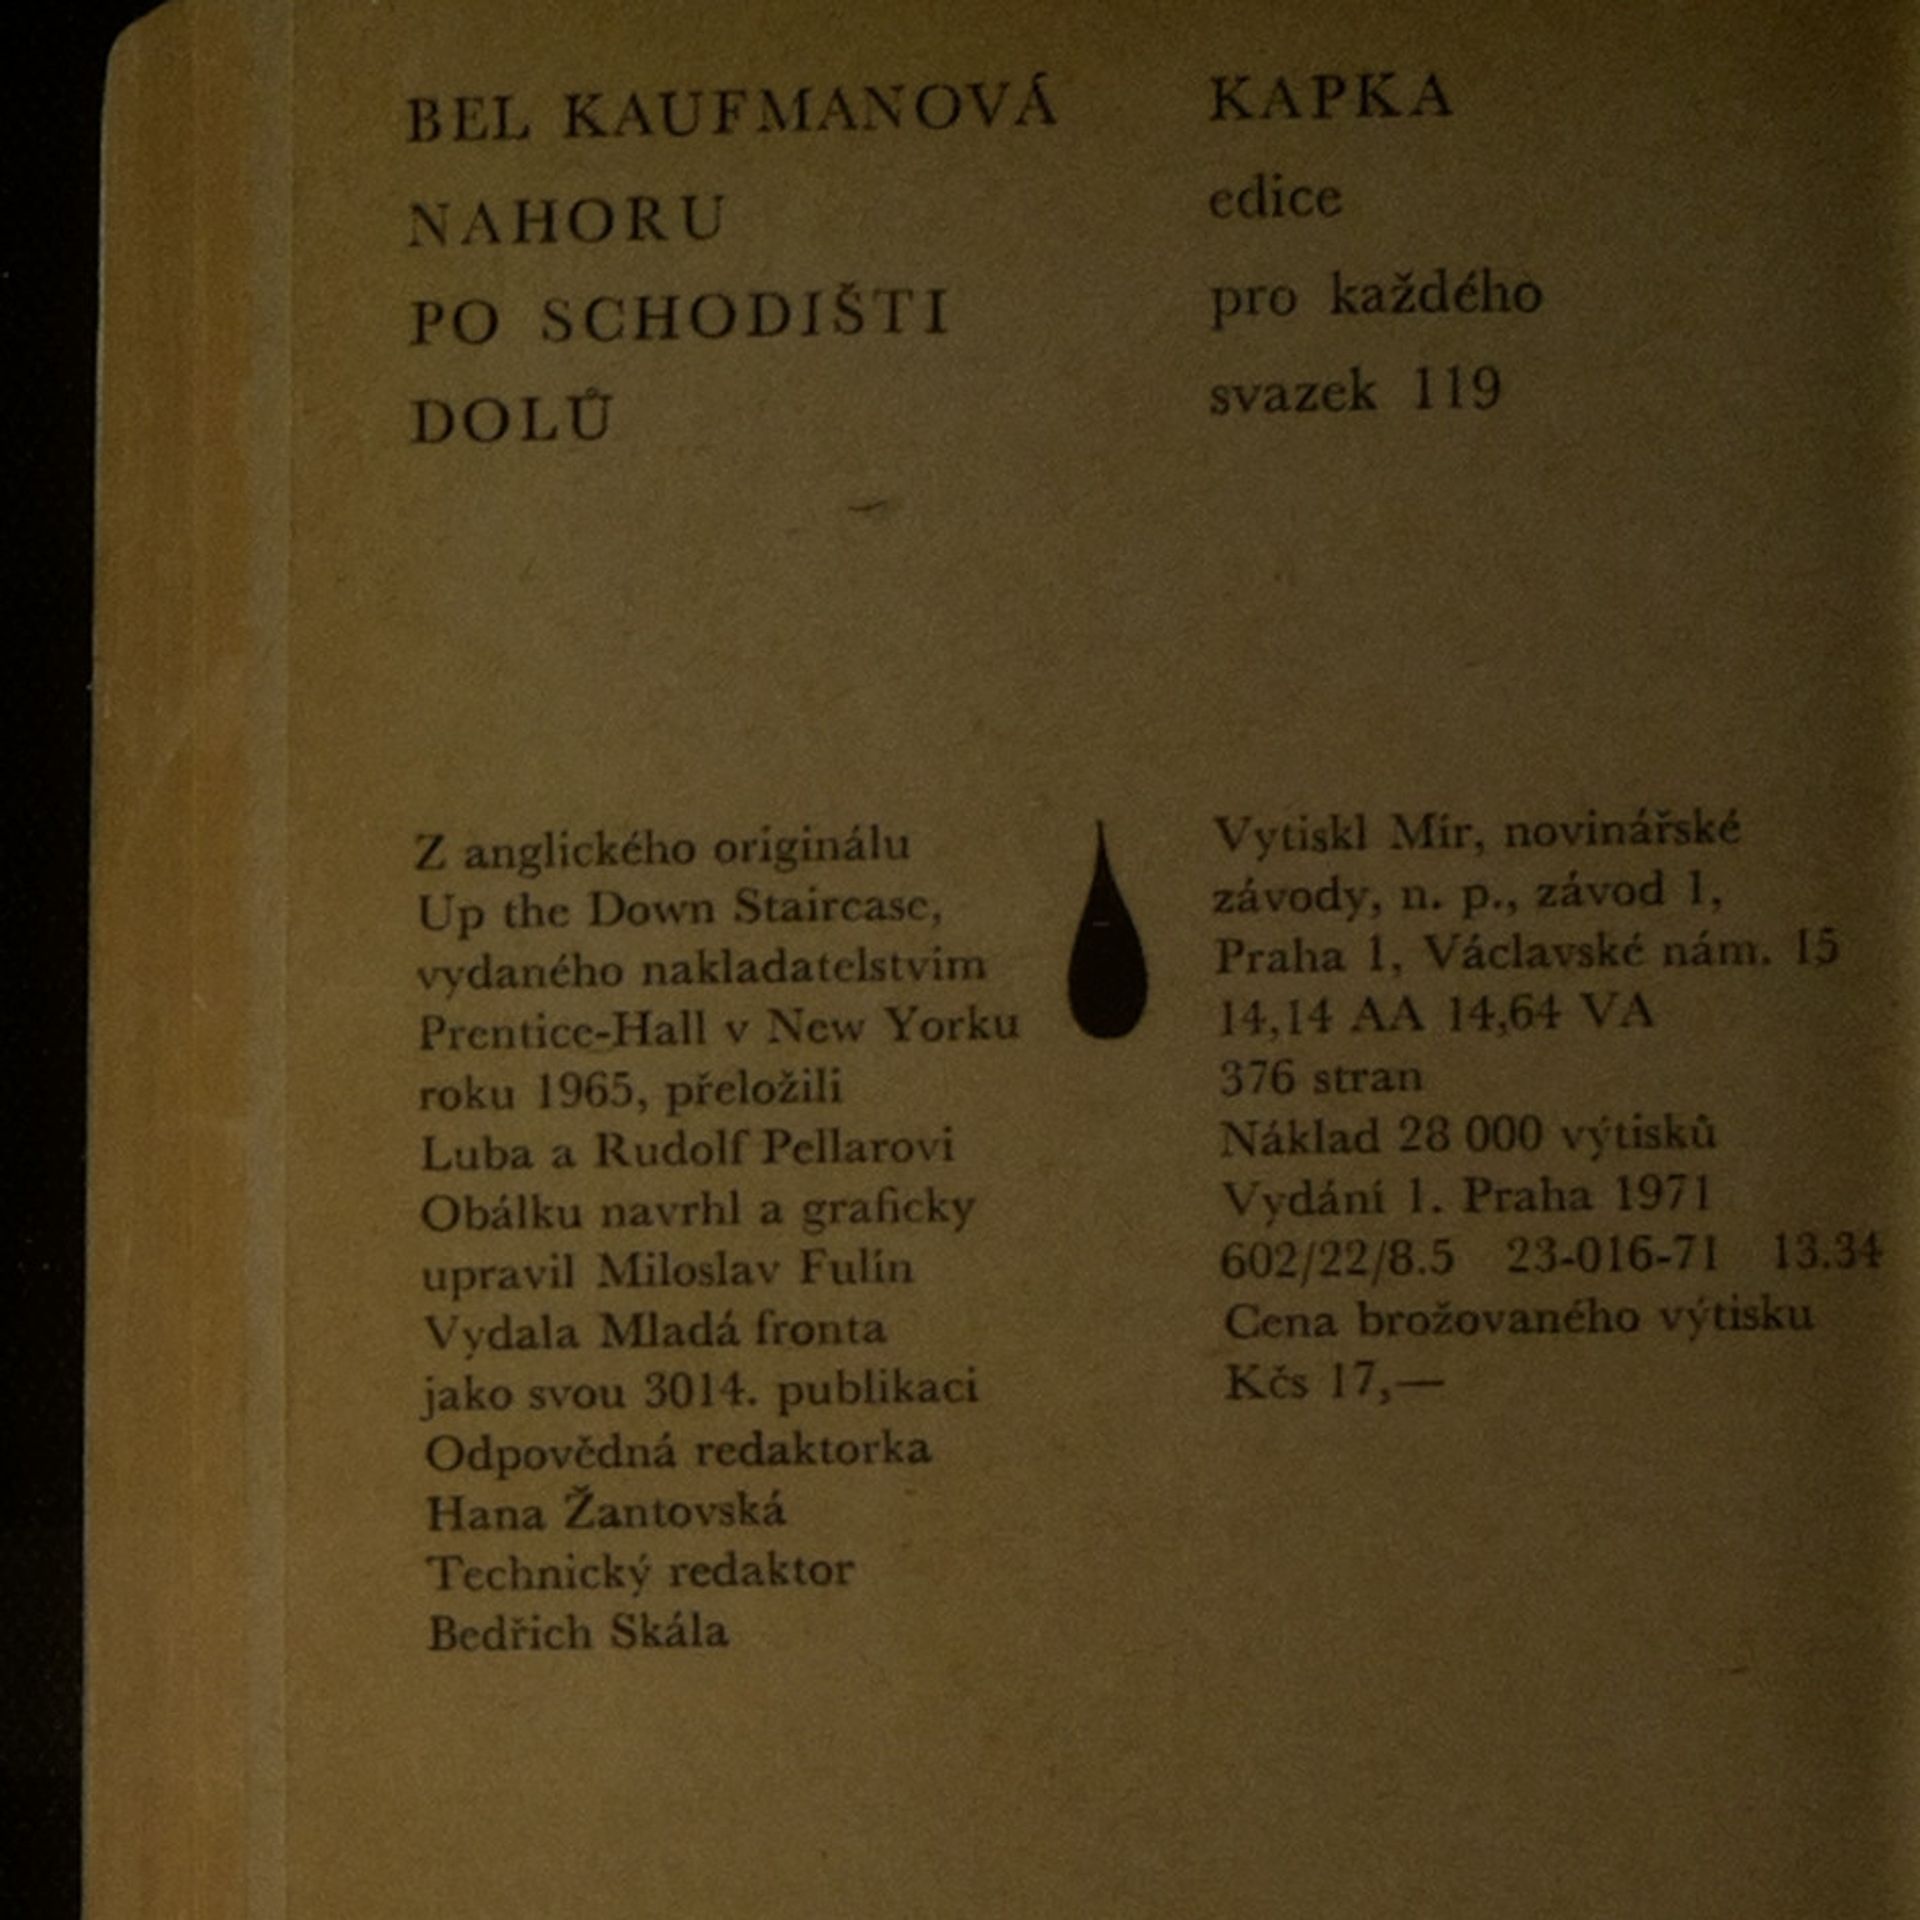 BEL KAUFMANOVÁ
NAHORU
PO SCHODIŠTI
DOLŮ
Z anglického originálu
Up the Down Staircase,
vydaného nakladatelstvím
Prentice-Hall v New Yorku
roku 1965, přeložili
Luba a Rudolf Pellarovi
Obálku navrhl a graficky
upravil Miloslav Fulín
Vydala Mladá fronta
jako svou 3014. publikaci
Odpovědná redaktorka
Hana Žantovská
Technický redaktor
Bedřich Skála
KAPKA
edice
pro každého
svazek 119
Vytiskl Mír, novinářské
závody, n. p., závod 1,
Praha 1, Václavské nám. 15
14,14 AA 14,64 VA
376 stran
Náklad 28 000 výtisků
Vydání 1. Praha 1971
602/22/8.5 23-016-71 13.34
Cena brožovaného výtisku
Kčs 17,—